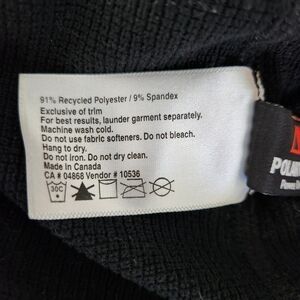 91% Recycled Polyester / 9% Spandex
Exclusive of trim
For best results, launder garment separately.
Machine wash cold.
Do not use fabric softeners. Do not bleach.
Hang to dry.
Do not iron. Do not dry clean.
Made in Canada
CA # 04868 Vendor # 10536
30C